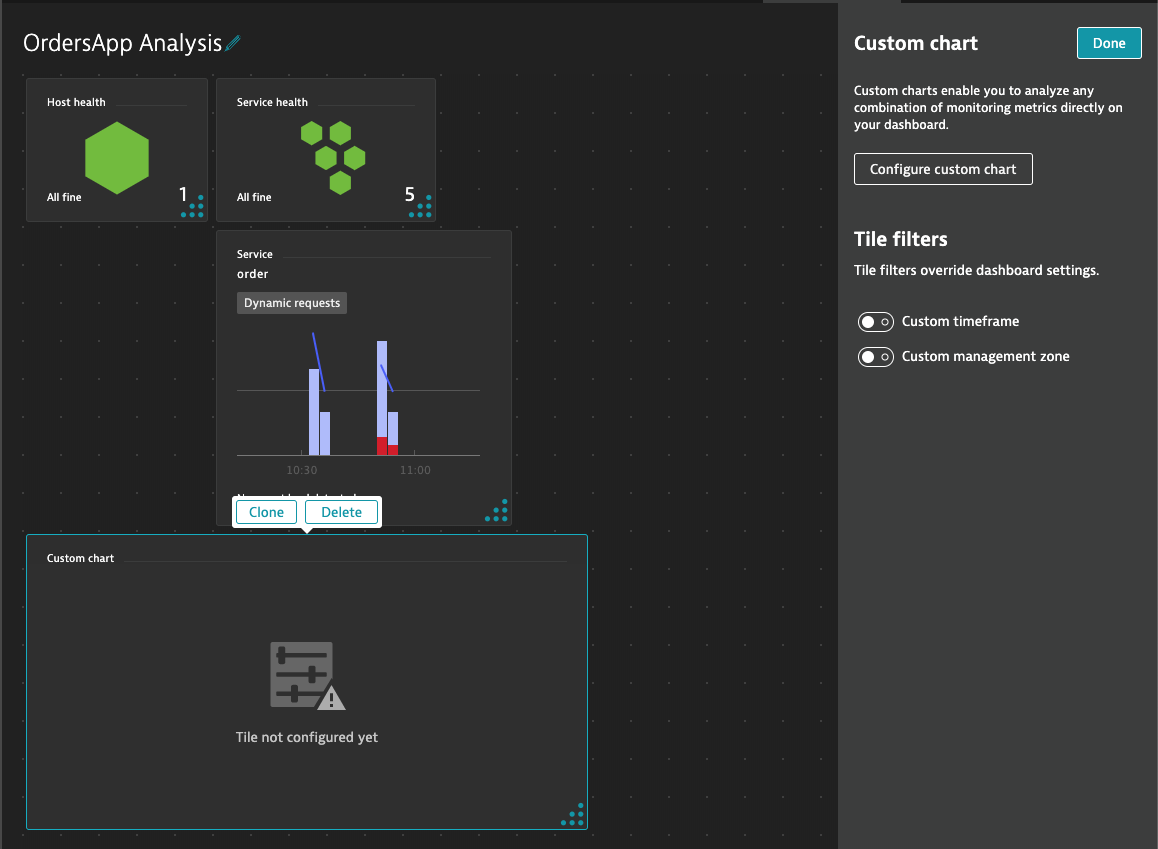 OrdersApp Analysis
Host health
All fine
1
Service health
All fine
5
Service
order
Dynamic requests
10:30
11:00
Clone
Delete
Custom chart
Tile not configured yet
Custom chart
Done
Custom charts enable you to analyze any
combination of monitoring metrics directly on
your dashboard.
Configure custom chart
Tile filters
Tile filters override dashboard settings.
Custom timeframe
Custom management zone